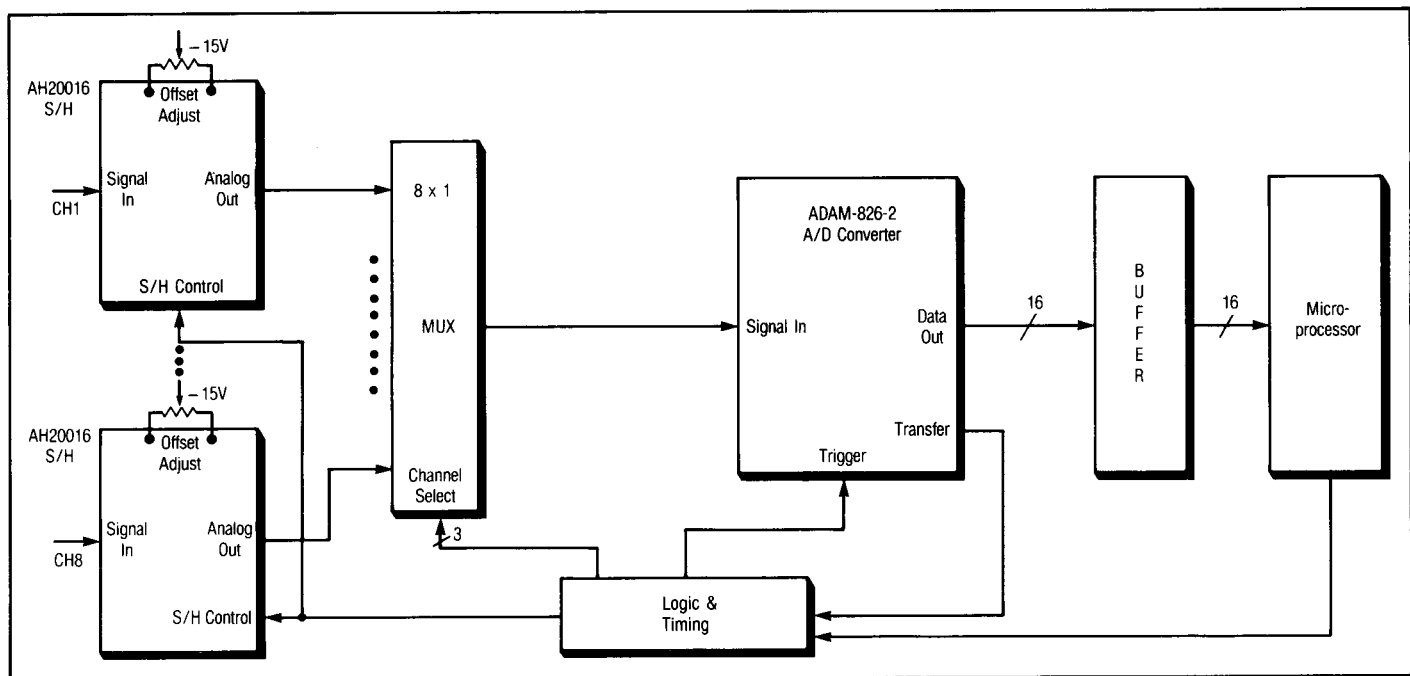 – 15V
AH20016
S/H
Offset
Adjust
Signal
In
Analog
Out
CH1
S/H Control
8 x 1
MUX
Channel
Select
3
– 15V
AH20016
S/H
Offset
Adjust
Signal
In
Analog
Out
CH8
S/H Control
ADAM-826-2
A/D Converter
Signal In
Data
Out
Transfer
Trigger
16
BUFFER
16
Micro-
processor
Logic &
Timing